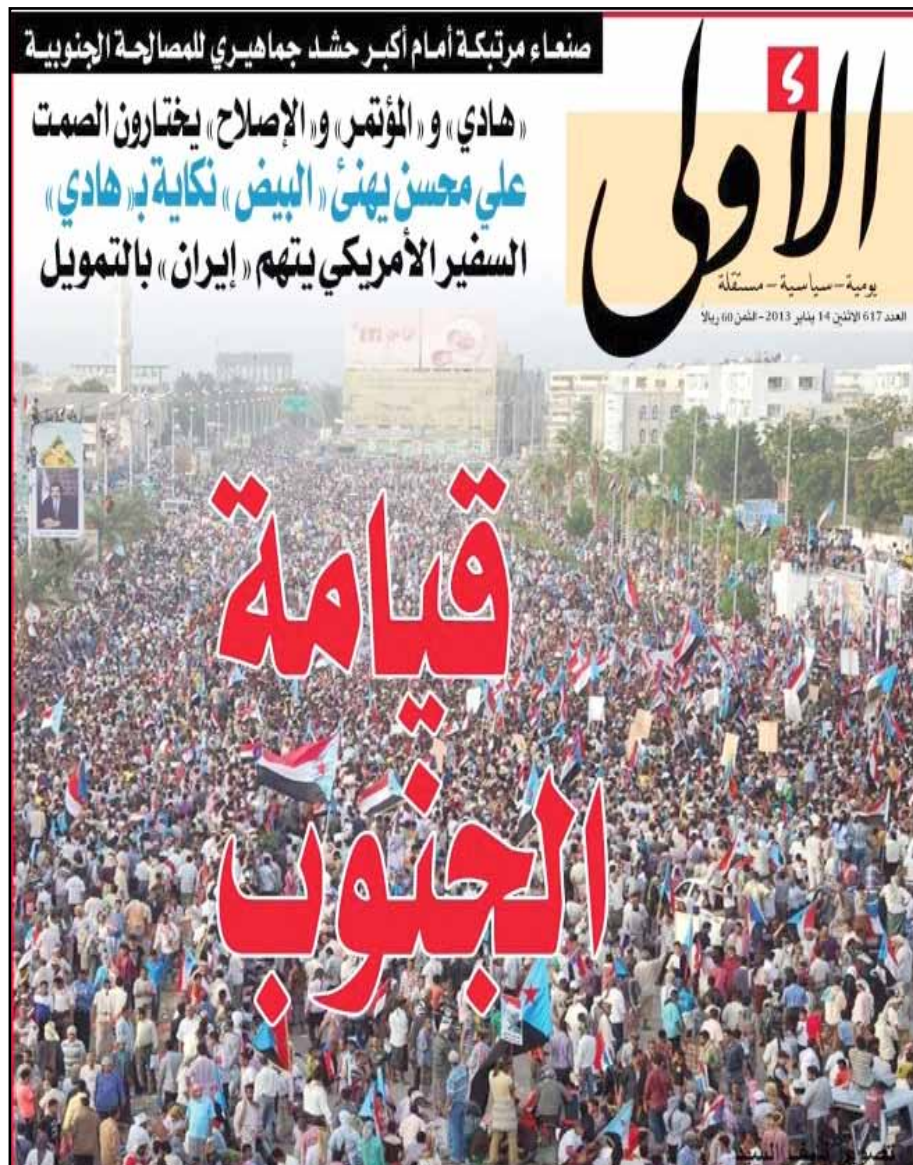 صنعاء مرتبكة أمام أكبر حشد جماهيري للمصالحة الجنوبية
الأولى
يومية - سياسية - مستقلة
العدد 617 الاثنين 14 يناير 2013 - الثمن 60 ريالاً
«هادي» و«المؤتمر» و«الإصلاح» يختارون الصمت
علي محسن يهنئ «البيض» نكاية بـ«هادي»
السفير الأمريكي يتهم «إيران» بالتمويل
قيامة
الجنوب